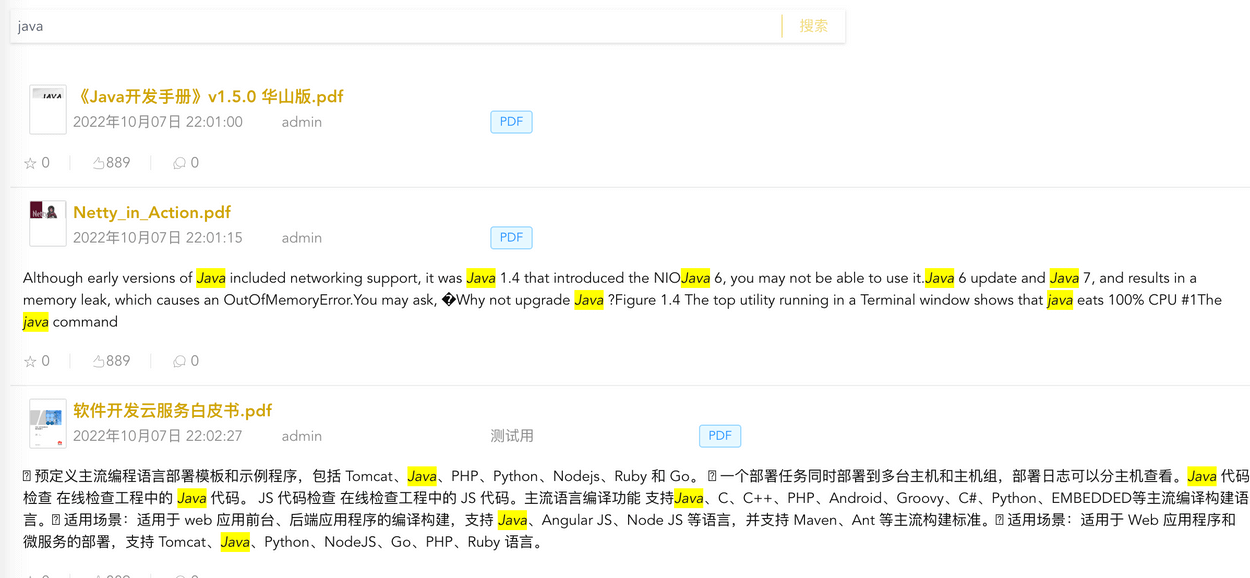 java
搜索
JAVA
《Java开发手册》v1.5.0 华山版.pdf
2022年10月07日 22:01:00 admin PDF
0 889 0
Netty_in_Action.pdf
2022年10月07日 22:01:15 admin PDF
Although early versions of Java included networking support, it was Java 1.4 that introduced the NIOJava 6, you may not be able to use it.Java 6 update and Java 7, and results in a
memory leak, which causes an OutOfMemoryError.You may ask, �Why not upgrade Java ?Figure 1.4 The top utility running in a Terminal window shows that java eats 100% CPU #1The
java command
0 889 0
软件开发云服务白皮书.pdf
2022年10月07日 22:02:27 admin 测试用 PDF
预定义主流编程语言部署模板和示例程序，包括 Tomcat、Java、PHP、Python、Nodejs、Ruby 和 Go。 一个部署任务同时部署到多台主机和主机组，部署日志可以分主机查看。Java 代码
检查 在线检查工程中的 Java 代码。 JS 代码检查 在线检查工程中的 JS 代码。主流语言编译功能 支持Java、C、C++、PHP、Android、Groovy、C#、Python、EMBEDDED等主流编译构建语
言。 适用场景：适用于 web 应用前台、后端应用程序的编译构建，支持 Java、Angular JS、Node JS 等语言，并支持 Maven、Ant 等主流构建标准。 适用场景：适用于 Web 应用程序和
微服务的部署，支持 Tomcat、Java、Python、NodeJS、Go、PHP、Ruby 语言。